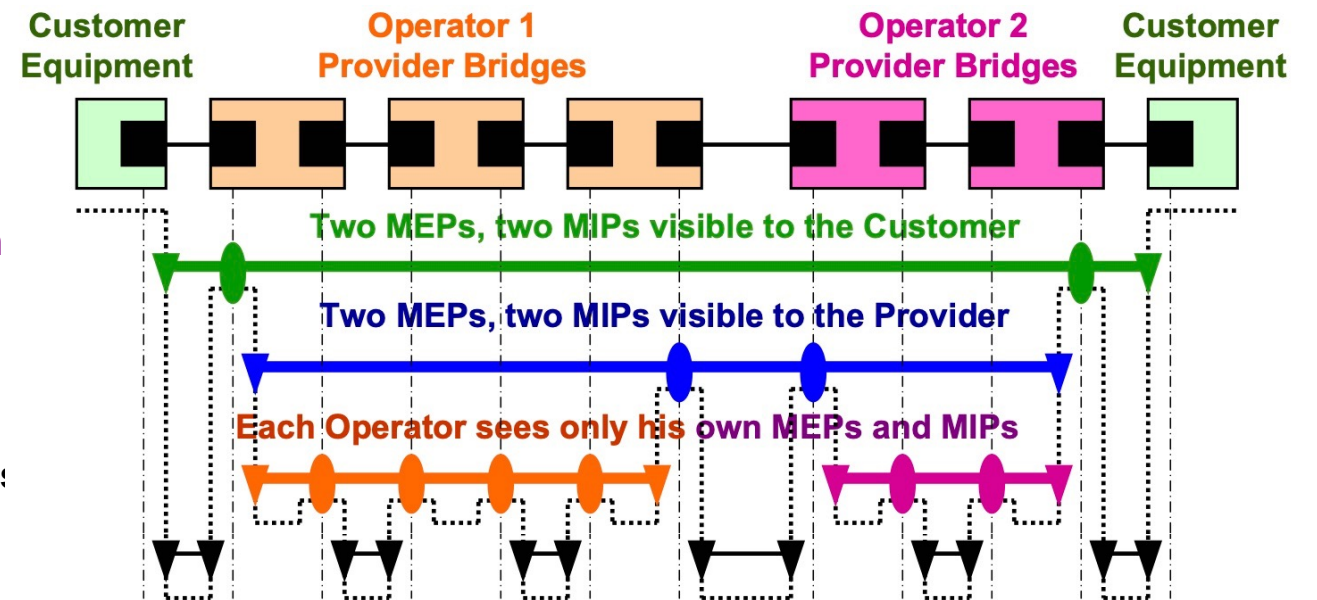 Customer
Equipment
Operator 1
Provider Bridges
Operator 2
Provider Bridges
Customer
Equipment
Two MEPs, two MIPs visible to the Customer
Two MEPs, two MIPs visible to the Provider
Each Operator sees only his own MEPs and MIPs